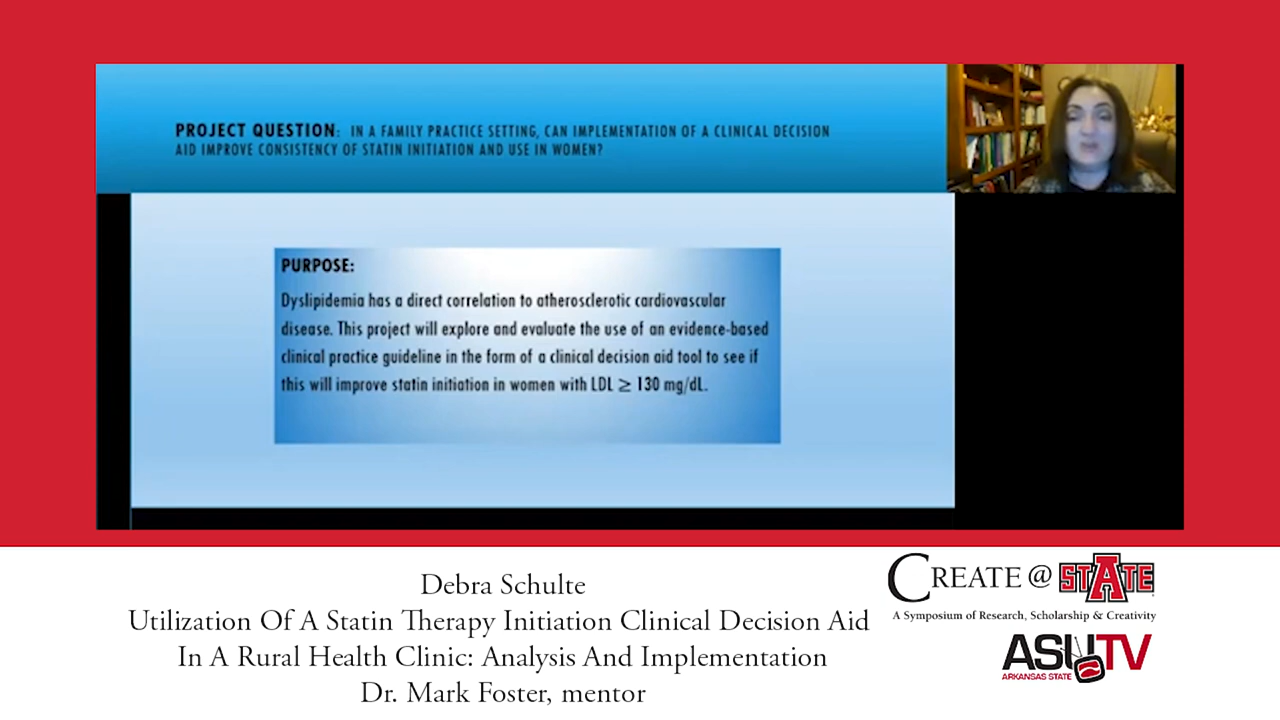 PROJECT QUESTION: IN A FAMILY PRACTICE SETTING, CAN IMPLEMENTATION OF A CLINICAL DECISION
AID IMPROVE CONSISTENCY OF STATIN INITIATION AND USE IN WOMEN?
PURPOSE:
Dyslipidemia has a direct correlation to atherosclerotic cardiovascular
disease. This project will explore and evaluate the use of an evidence-based
clinical practice guideline in the form of a clinical decision aid tool to see if
this will improve statin initiation in women with LDL ≥ 130 mg/dL.
Debra Schulte
Utilization Of A Statin Therapy Initiation Clinical Decision Aid
In A Rural Health Clinic: Analysis And Implementation
Dr. Mark Foster, mentor
CREATE @ STATE
A Symposium of Research, Scholarship & Creativity
ASU TV
ARKANSAS STATE